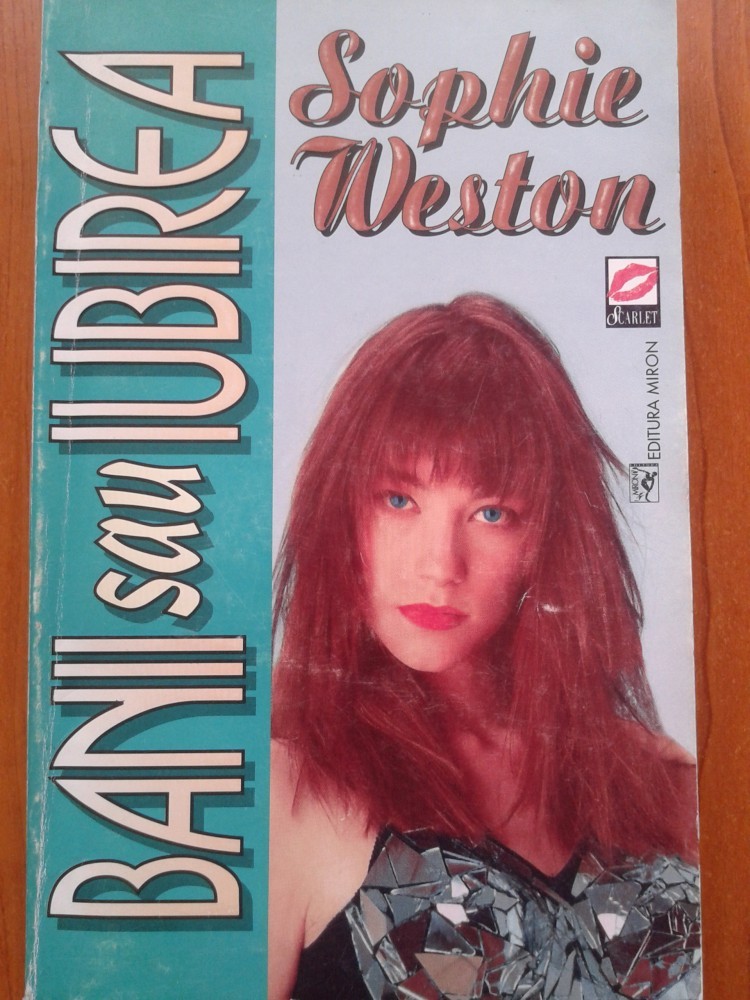 Sophie
Weston
BANII sau IUBIREA
SCARLET
EDITURA MIRON